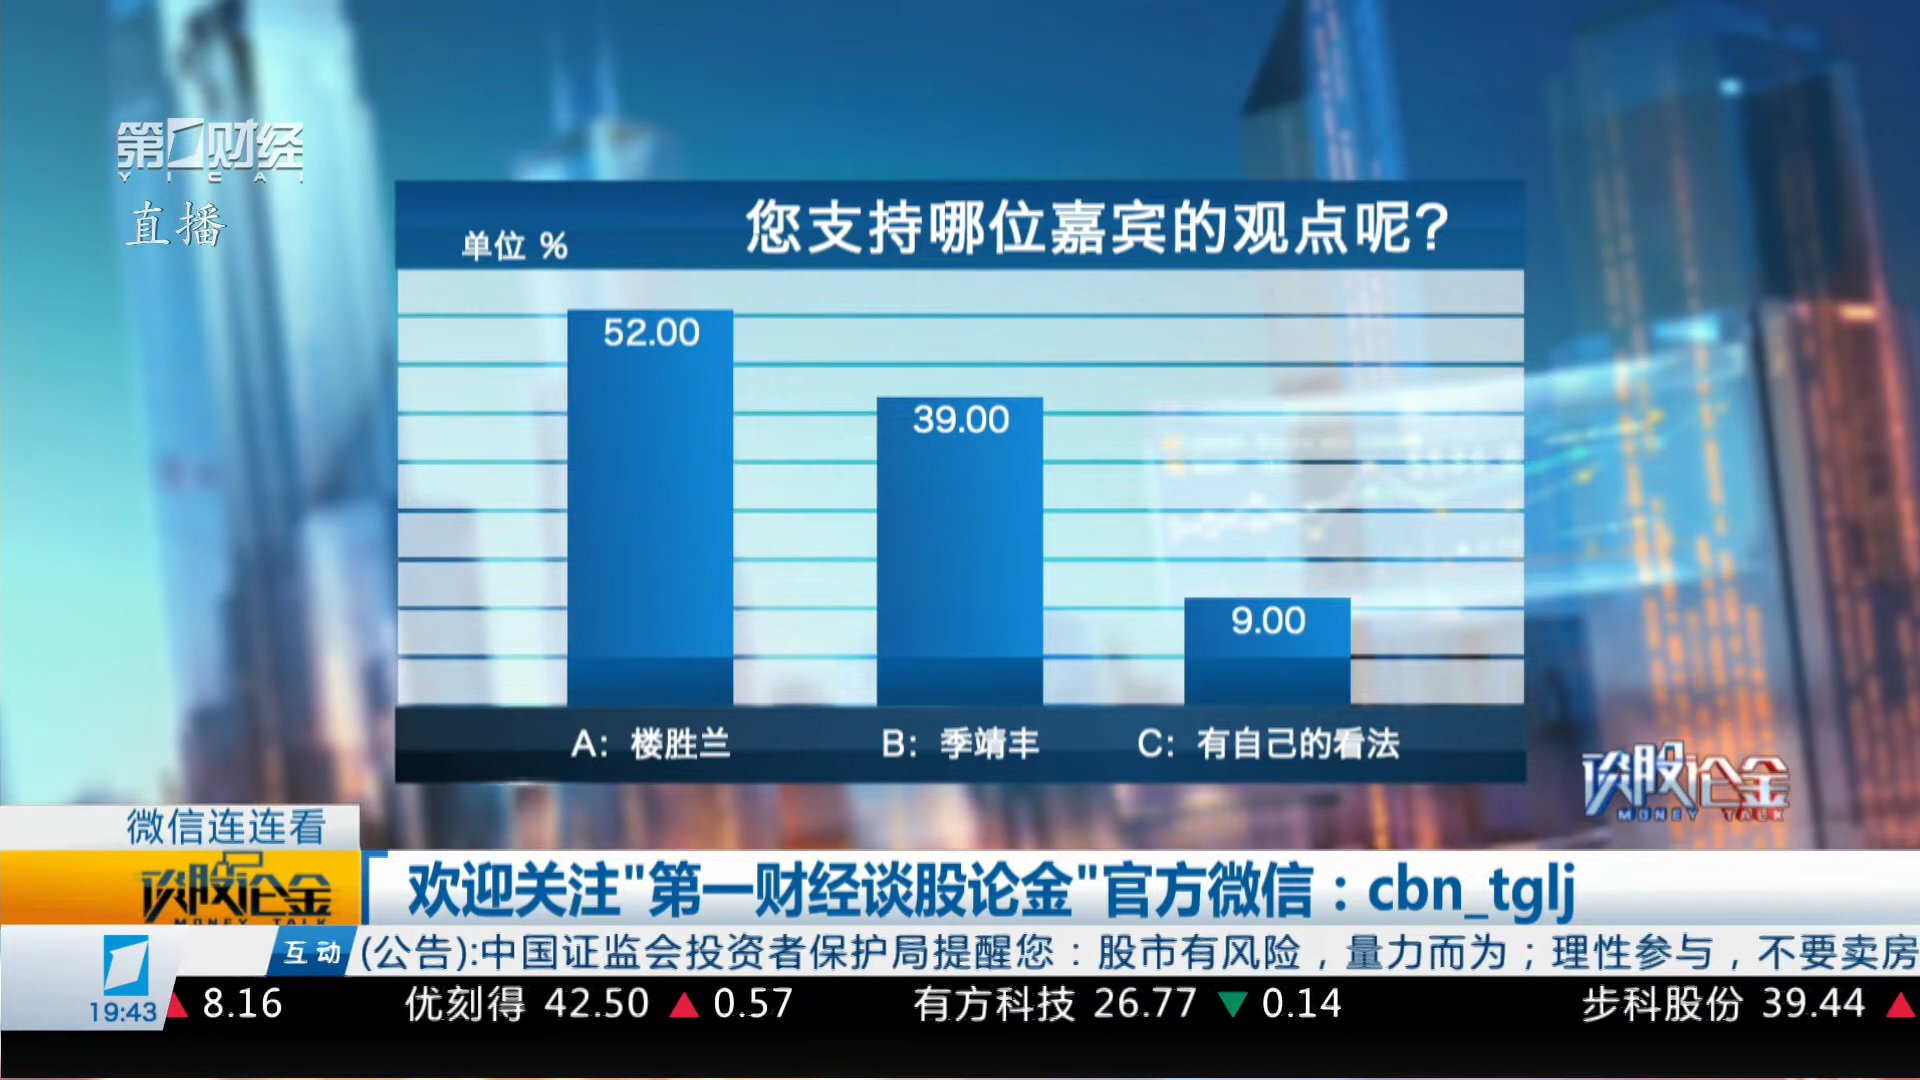 第1财经
YICAI
直播
单位 %
您支持哪位嘉宾的观点呢?
52.00
39.00
9.00
A: 楼胜兰
B: 季靖丰
C: 有自己的看法
谈股论金
MONEY TALK
微信连连看
谈股论金
MONEY TALK
欢迎关注"第一财经谈股论金"官方微信：cbn_tglj
互动
(公告):中国证监会投资者保护局提醒您：股市有风险，量力而为；理性参与，不要卖房
19:43
▲ 8.16 优刻得 42.50 ▲ 0.57 有方科技 26.77 ▼ 0.14 步科股份 39.44 ▲